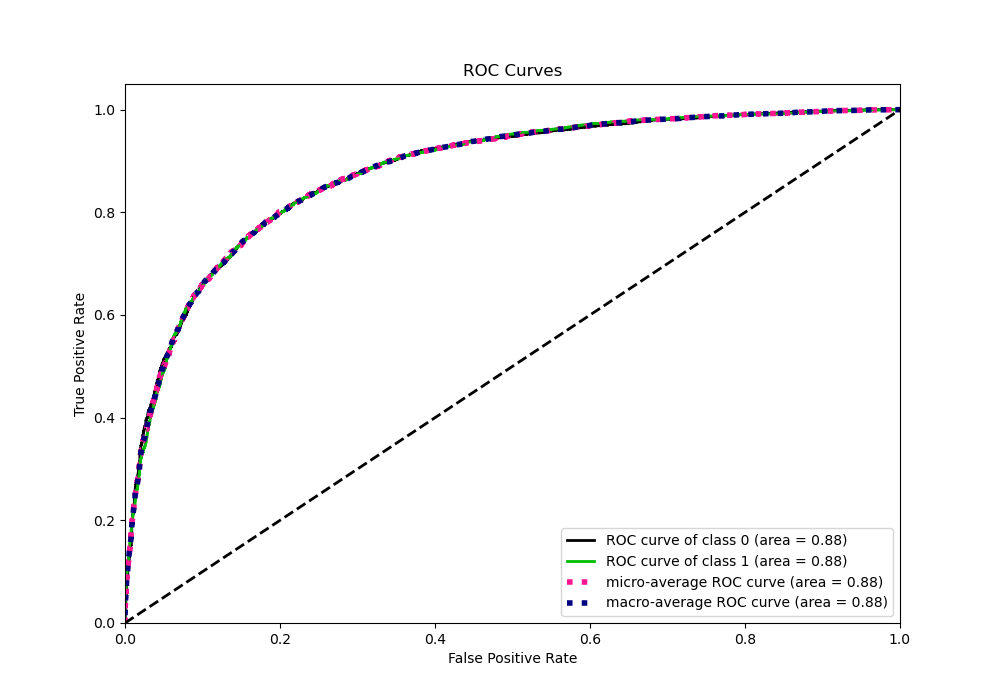 ROC Curves
True Positive Rate
1.0
0.8
0.6
0.4
0.2
0.0
ROC curve of class 0 (area = 0.88)
ROC curve of class 1 (area = 0.88)
micro-average ROC curve (area = 0.88)
macro-average ROC curve (area = 0.88)
0.0 0.2 0.4 0.6 0.8 1.0
False Positive Rate